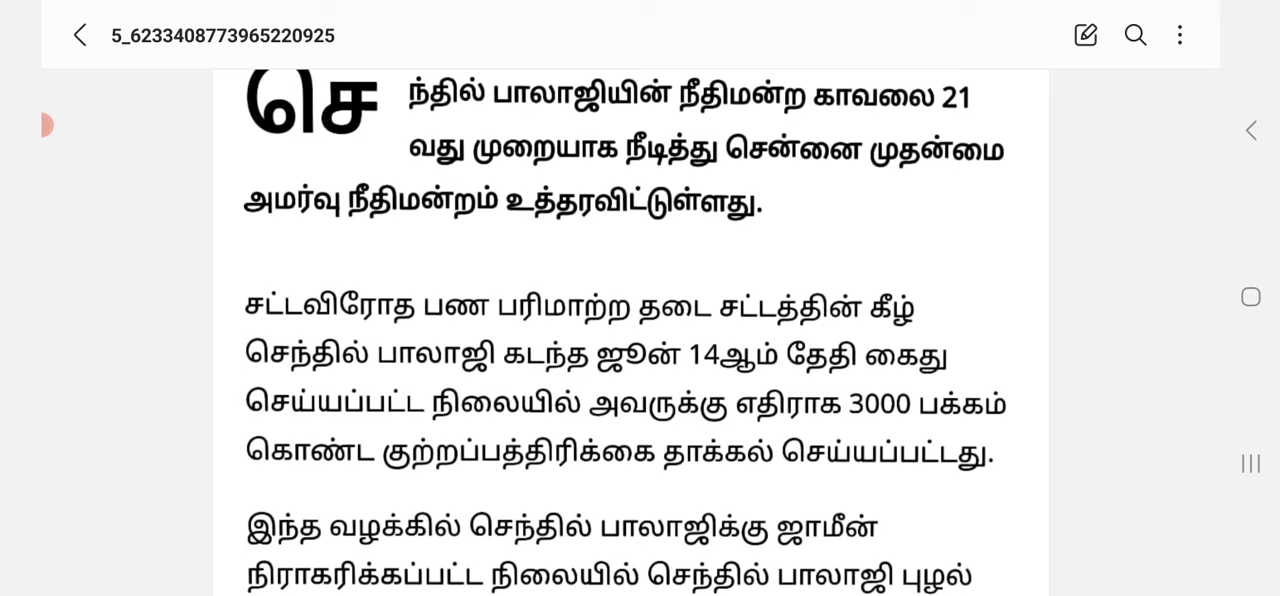 5_6233408773965220925
செந்தில் பாலாஜியின் நீதிமன்ற காவலை 21
வது முறையாக நீடித்து சென்னை முதன்மை
அமர்வு நீதிமன்றம் உத்தரவிட்டுள்ளது.
சட்டவிரோத பண பரிமாற்ற தடை சட்டத்தின் கீழ்
செந்தில் பாலாஜி கடந்த ஜூன் 14ஆம் தேதி கைது
செய்யப்பட்ட நிலையில் அவருக்கு எதிராக 3000 பக்கம்
கொண்ட குற்றப்பத்திரிக்கை தாக்கல் செய்யப்பட்டது.
இந்த வழக்கில் செந்தில் பாலாஜிக்கு ஜாமீன்
நிராகரிக்கப்பட்ட நிலையில் செந்தில் பாலாஜி புழல்